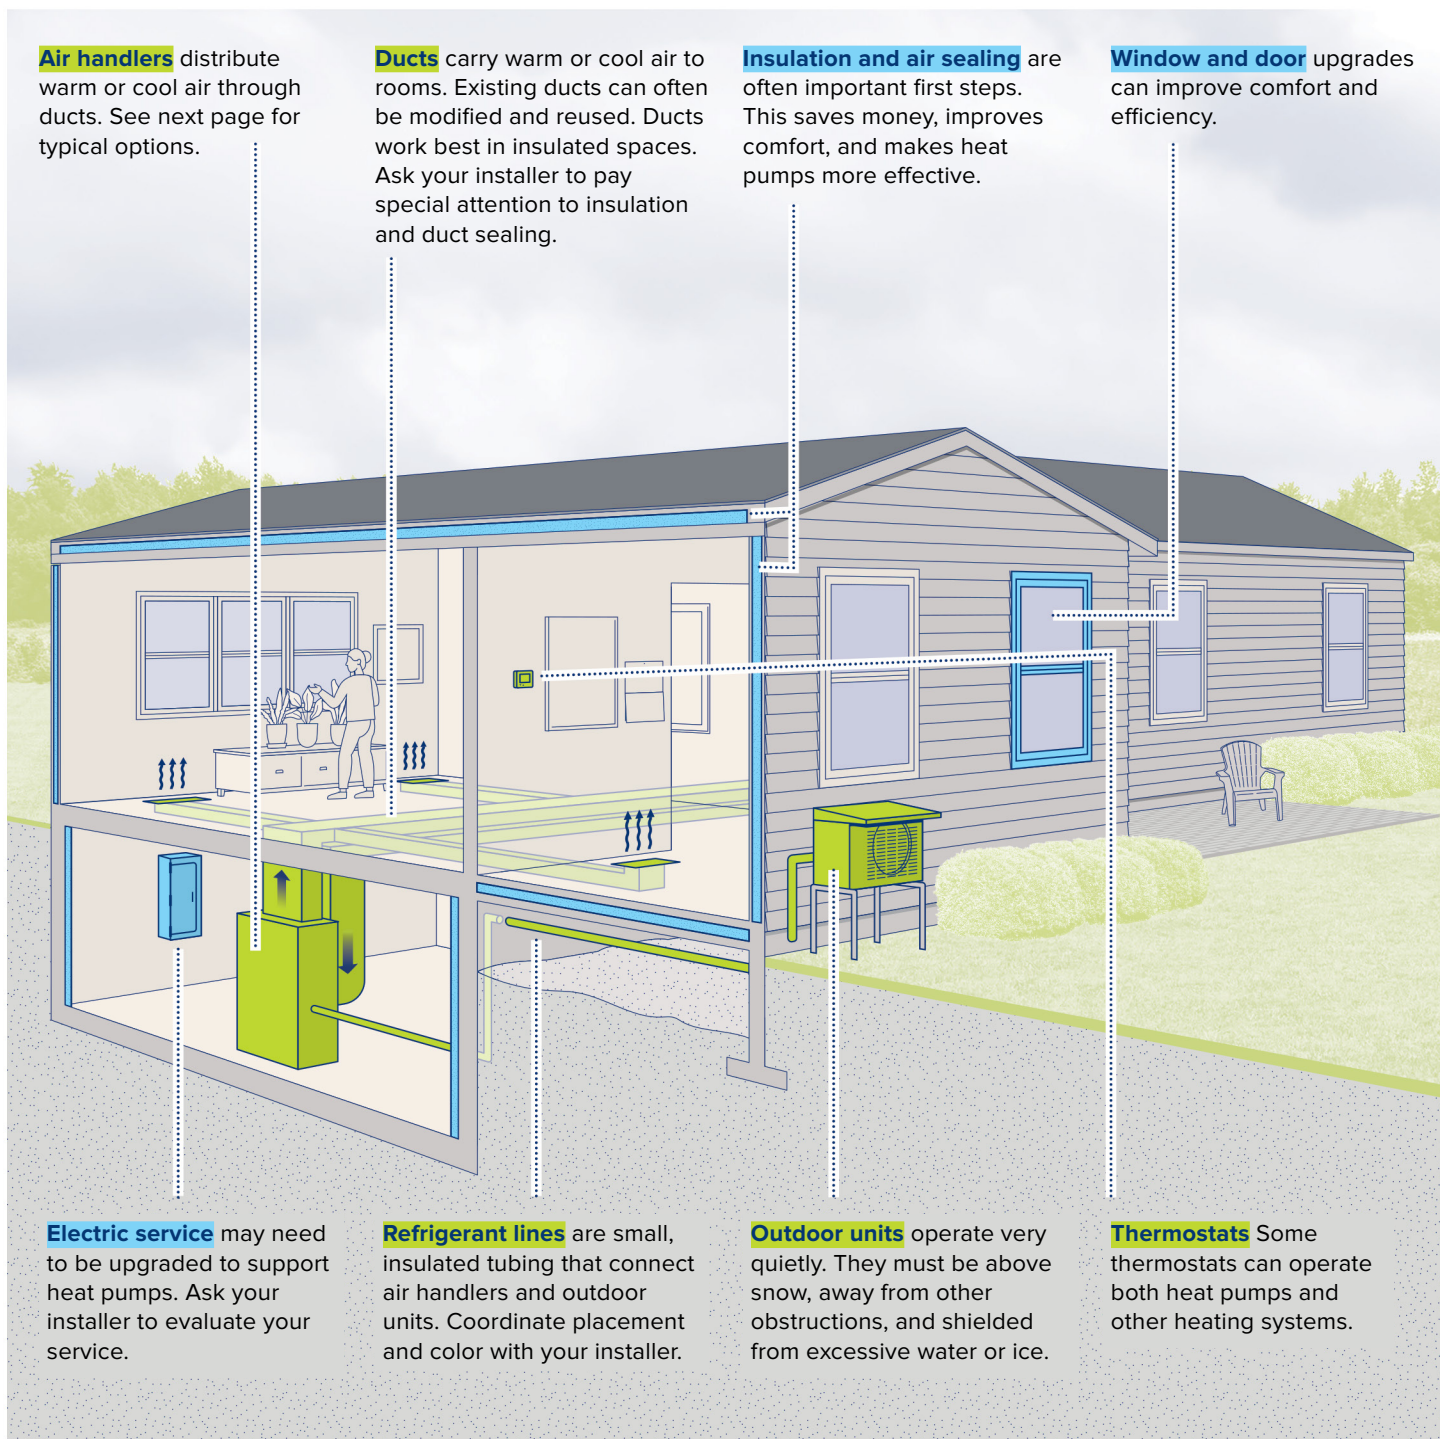 Air handlers distribute
warm or cool air through
ducts. See next page for
typical options.
Ducts carry warm or cool air to
rooms. Existing ducts can often
be modified and reused. Ducts
work best in insulated spaces.
Ask your installer to pay
special attention to insulation
and duct sealing.
Insulation and air sealing are
often important first steps.
This saves money, improves
comfort, and makes heat
pumps more effective.
Window and door upgrades
can improve comfort and
efficiency.
Electric service may need
to be upgraded to support
heat pumps. Ask your
installer to evaluate your
service.
Refrigerant lines are small,
insulated tubing that connect
air handlers and outdoor
units. Coordinate placement
and color with your installer.
Outdoor units operate very
quietly. They must be above
snow, away from other
obstructions, and shielded
from excessive water or ice.
Thermostats Some
thermostats can operate
both heat pumps and
other heating systems.